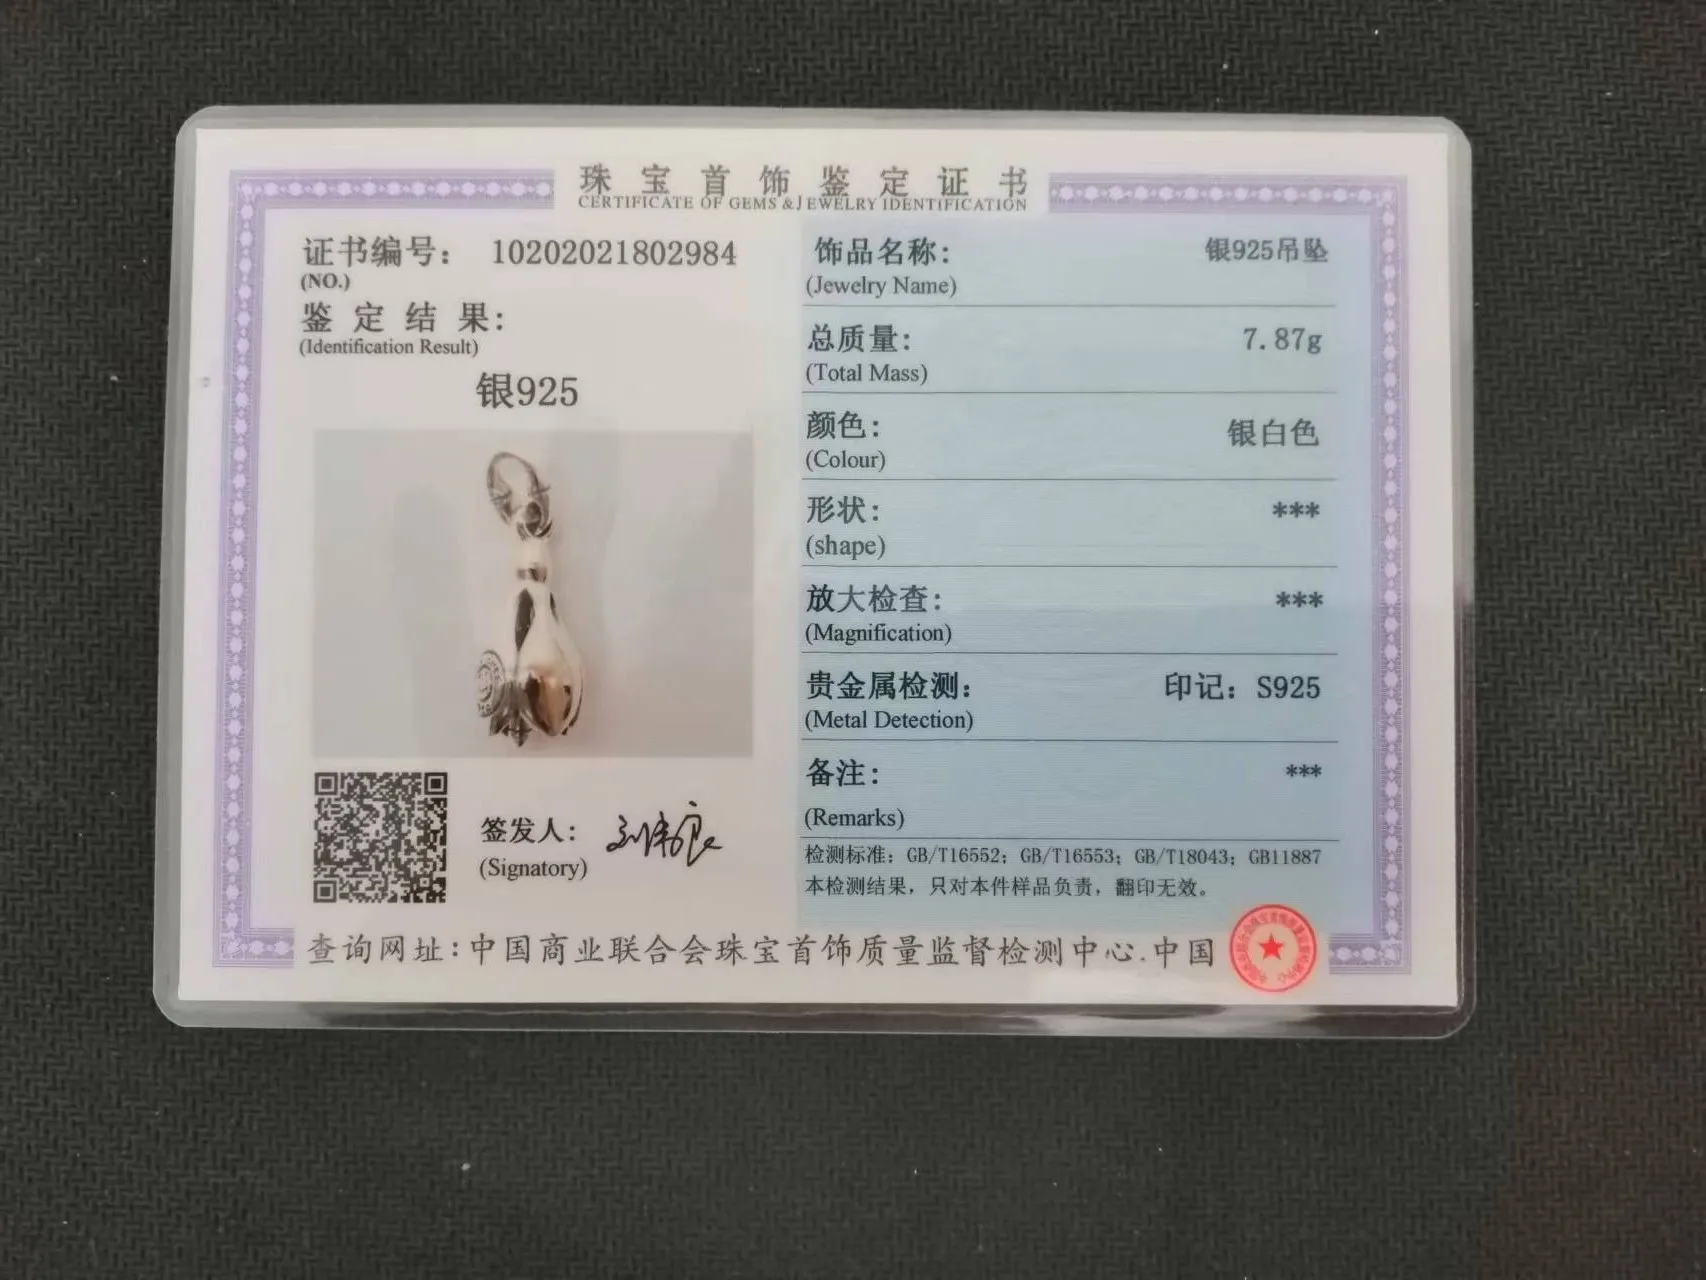 珠宝首饰鉴定证书
CERTIFICATE OF GEMS & JEWELRY IDENTIFICATION
证书编号： 10202021802984
(NO.)
鉴定结果：
(Identification Result)
银925
签发人：
(Signatory)
饰品名称： 银925吊坠
(Jewelry Name)
总质量： 7.87g
(Total Mass)
颜色： 银白色
(Colour)
形状： ***
(shape)
放大检查： ***
(Magnification)
贵金属检测： 印记：S925
(Metal Detection)
备注： ***
(Remarks)
检测标准：GB/T16552；GB/T16553；GB/T18043；GB11887
本检测结果，只对本件样品负责，翻印无效。
查询网址：中国商业联合会珠宝首饰质量监督检测中心.中国